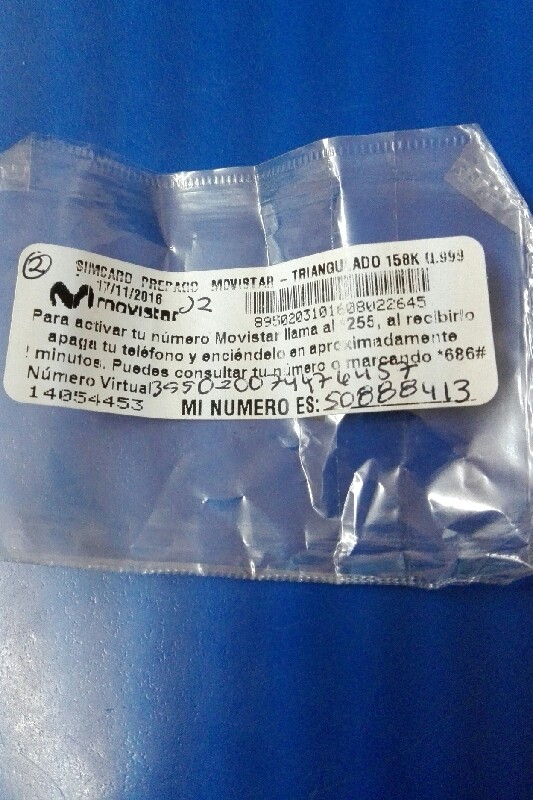 2 SIMCARD PREPAGO MOVISTAR - TRIANGULADO 158K
17/11/2016
movistar 02
8950203101608022645
Para activar tu número Movistar llama al *255, al recibirlo
apaga tu teléfono y enciéndelo en aproximadamente
minutos. Puedes consultar tu número marcando *686#
Número Virtual
14054453 MI NUMERO ES: 50888413